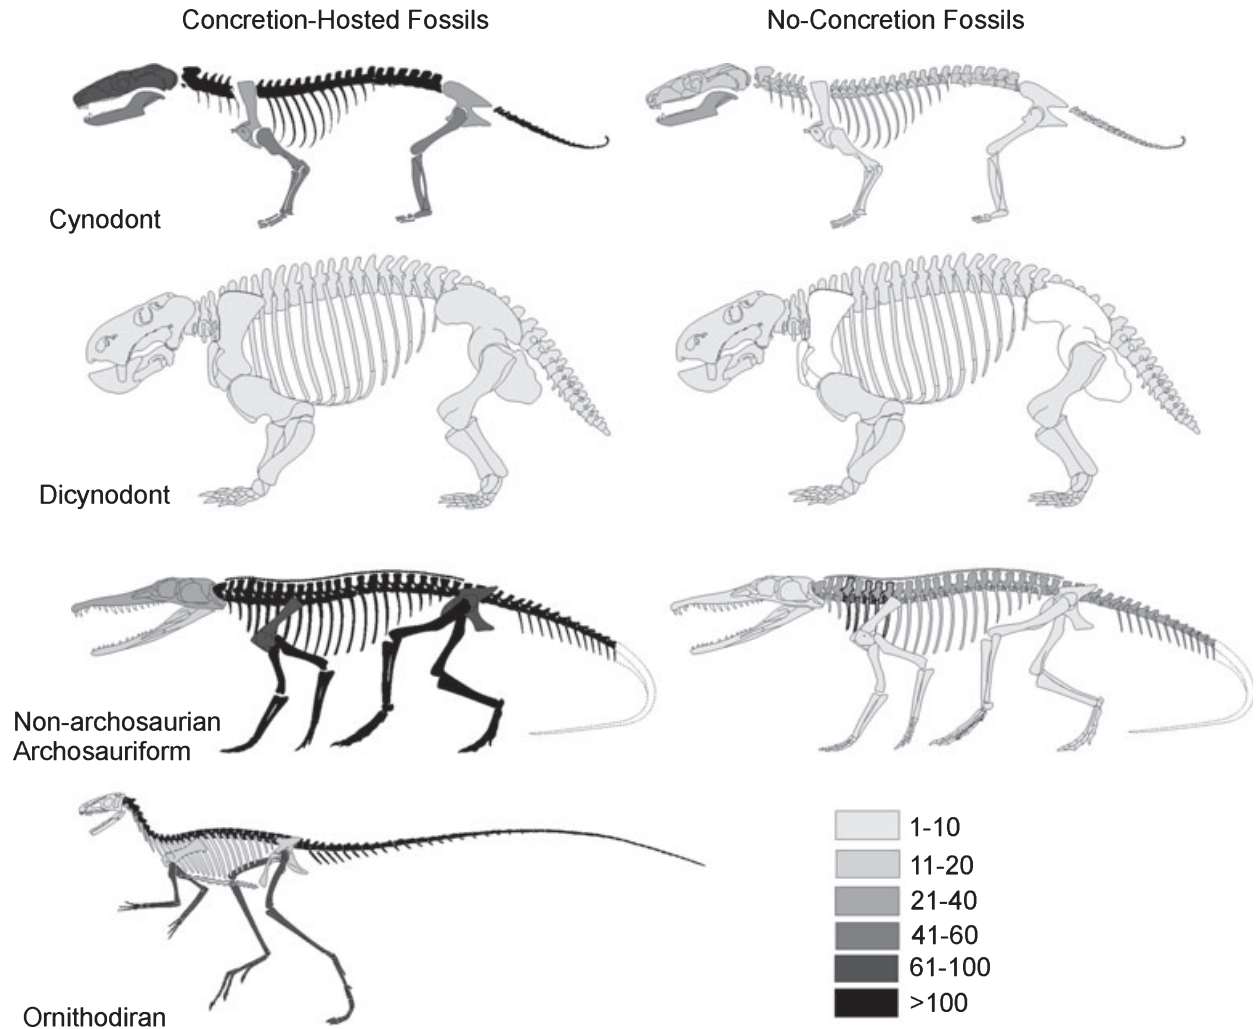 Concretion-Hosted Fossils
No-Concretion Fossils
Cynodont
Dicynodont
Non-archosaurian
Archosauriform
Ornithodiran
1-10
11-20
21-40
41-60
61-100
>100